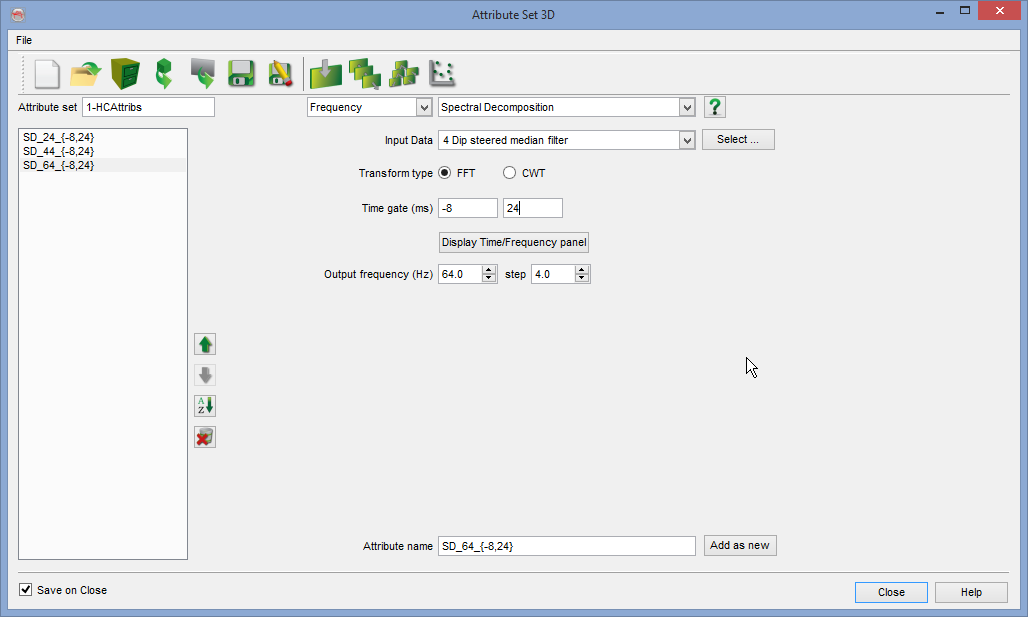 Attribute Set 3D
File
Attribute set 1-HCAttribs Frequency Spectral Decomposition ?
SD_24_{-8,24}
SD_44_{-8,24}
SD_64_{-8,24}
Input Data 4 Dip steered median filter Select ...
Transform type FFT CWT
Time gate (ms) -8 24
Display Time/Frequency panel
Output frequency (Hz) 64.0 step 4.0
A
Z
Attribute name SD_64_{-8,24} Add as new
Save on Close Close Help